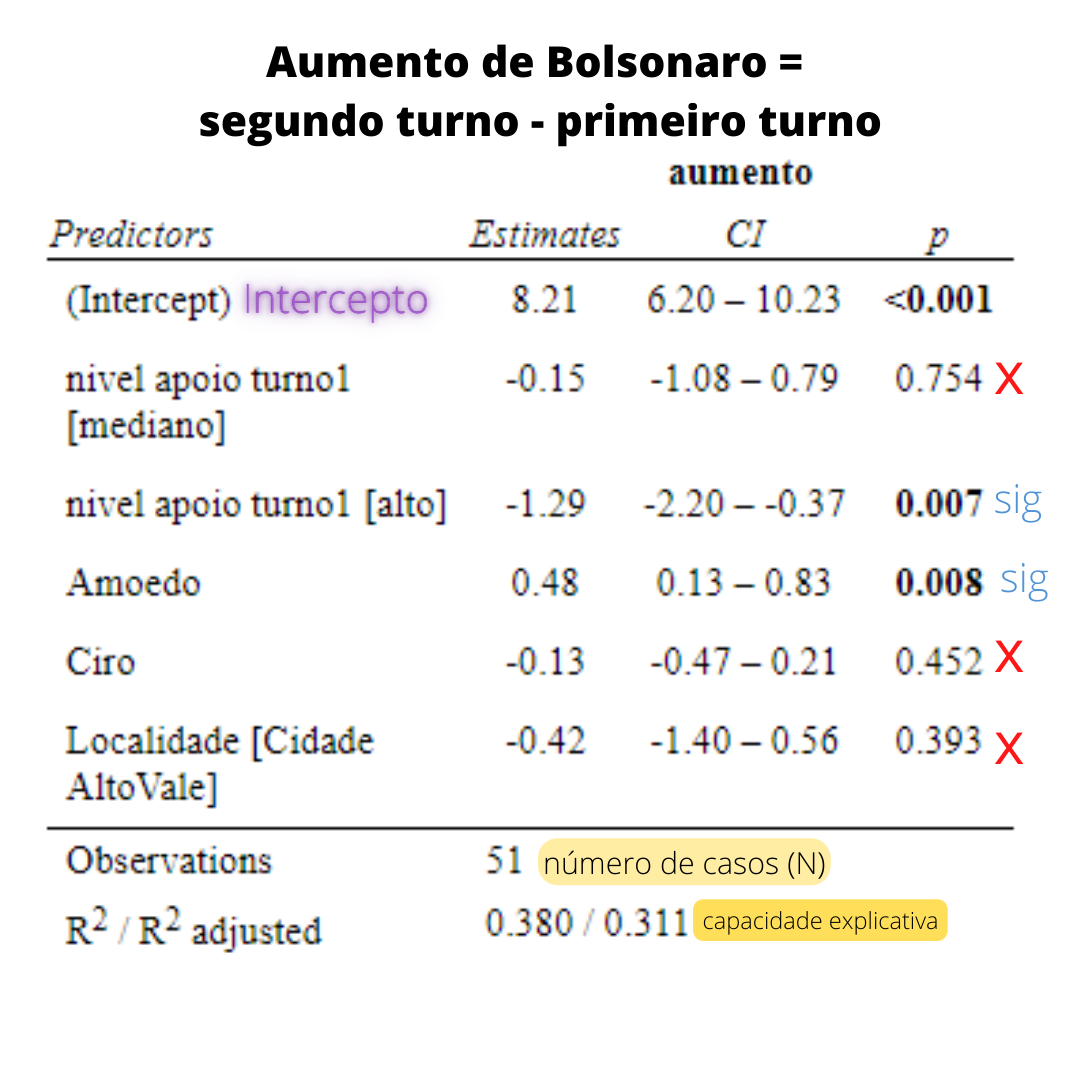 Aumento de Bolsonaro =
segundo turno - primeiro turno
aumento
Predictors Estimates CI p
(Intercept) Intercepto 8.21 6.20 – 10.23 <0.001
nivel apoio turno1 -0.15 -1.08 – 0.79 0.754 X
[mediano]
nivel apoio turno1 [alto] -1.29 -2.20 – -0.37 0.007 sig
Amoedo 0.48 0.13 – 0.83 0.008 sig
Ciro -0.13 -0.47 – 0.21 0.452 X
Localidade [Cidade -0.42 -1.40 – 0.56 0.393 X
AltoVale]
Observations 51 número de casos (N)
R² / R² adjusted 0.380 / 0.311 capacidade explicativa